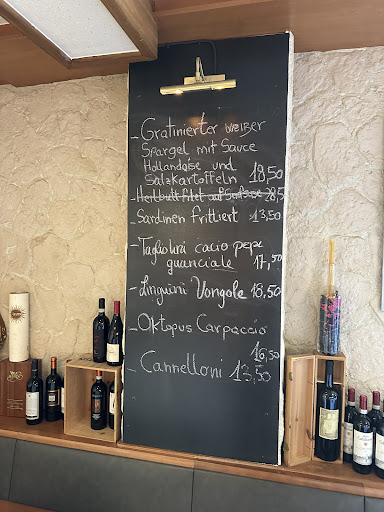 - Gratinierter weißer
Spargel mit Sauce
Hollandaise und
Salzkartoffeln 18,50
- Heilbutt filet auf Süßwein 28,5
- Sardinen frittiert 13,50
- Tagliolini cacio pepe
guanciale 17,50
- Linguini Vongole 18,50
- Oktopus Carpaccio
16,50
- Cannelloni 13,50